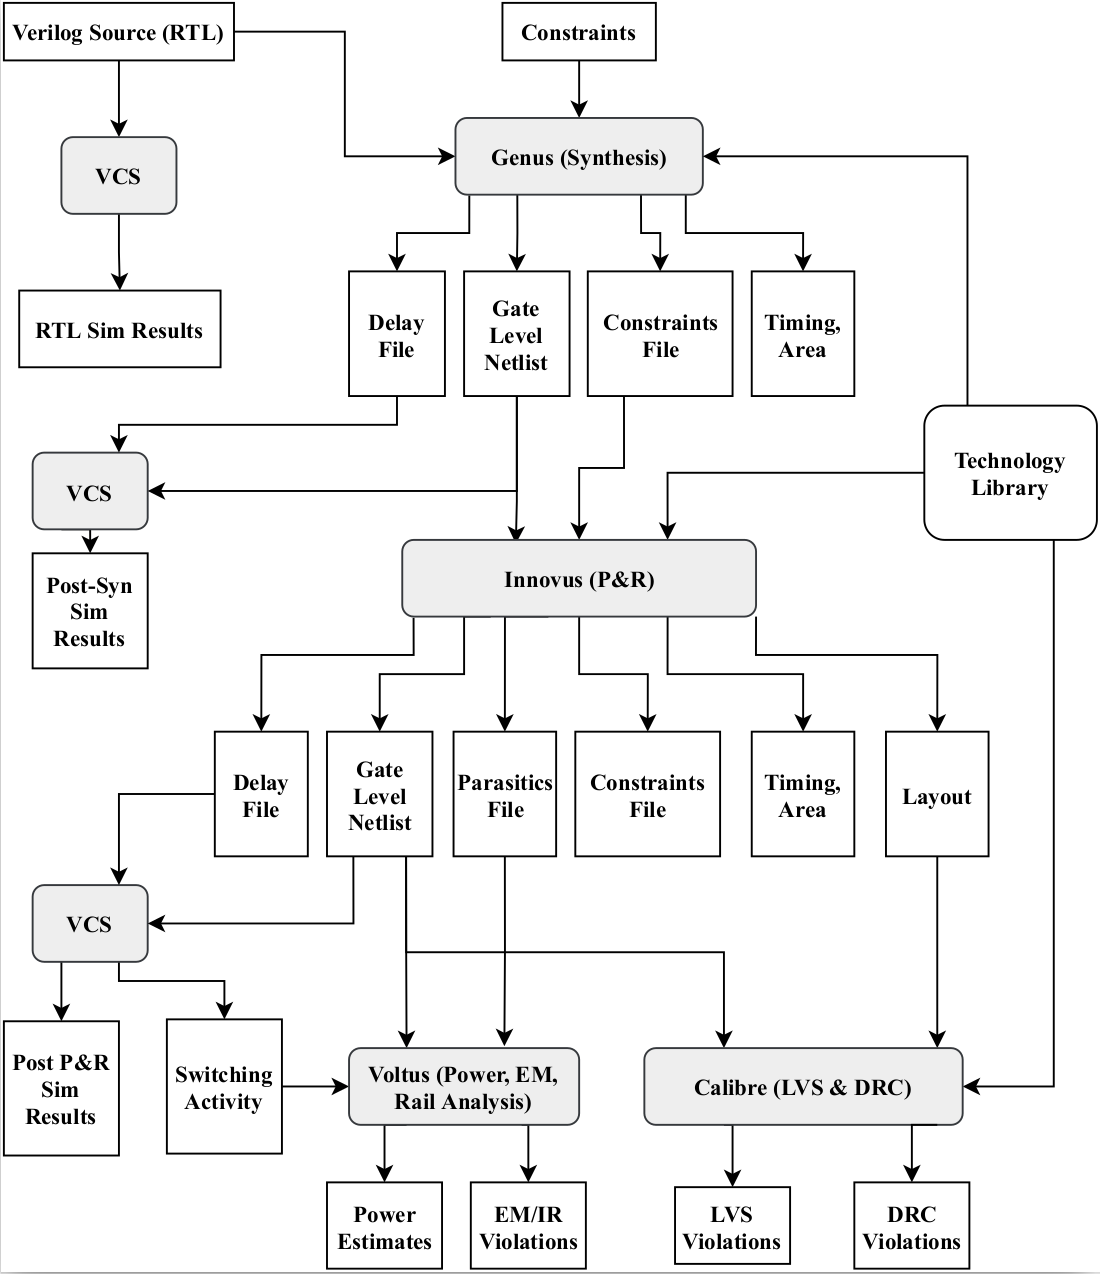 Verilog Source (RTL)
Constraints
Genus (Synthesis)
VCS
RTL Sim Results
Delay
File
Gate
Level
Netlist
Constraints
File
Timing,
Area
Technology
Library
VCS
Post-Syn
Sim
Results
Innovus (P&R)
Delay
File
Gate
Level
Netlist
Parasitics
File
Constraints
File
Timing,
Area
Layout
VCS
Post P&R
Sim
Results
Switching
Activity
Voltus (Power, EM,
Rail Analysis)
Calibre (LVS & DRC)
Power
Estimates
EM/IR
Violations
LVS
Violations
DRC
Violations